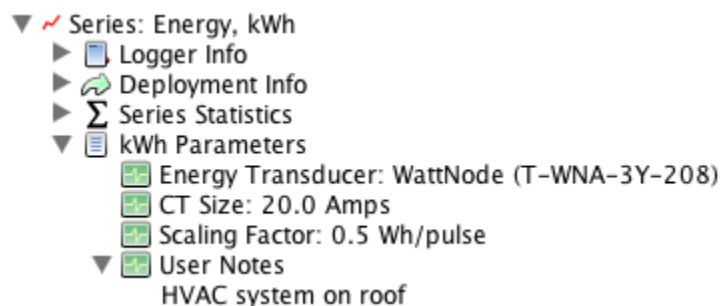 Series: Energy, kWh
Logger Info
Deployment Info
Series Statistics
kWh Parameters
Energy Transducer: WattNode (T-WNA-3Y-208)
CT Size: 20.0 Amps
Scaling Factor: 0.5 Wh/pulse
User Notes
HVAC system on roof